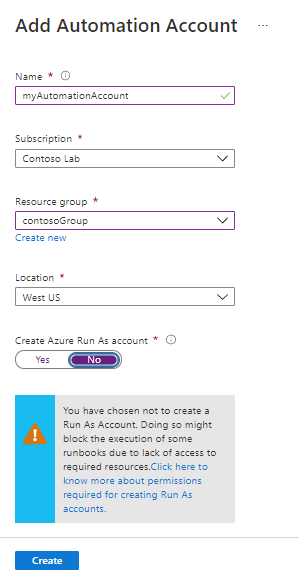 Add Automation Account ...
Name *
myAutomationAccount
Subscription *
Contoso Lab
Resource group *
contosoGroup
Create new
Location *
West US
Create Azure Run As account *
Yes No
You have chosen not to create a
Run As Account. Doing so might
block the execution of some
runbooks due to lack of access to
required resources.Click here to
know more about permissions
required for creating Run As
accounts.
Create